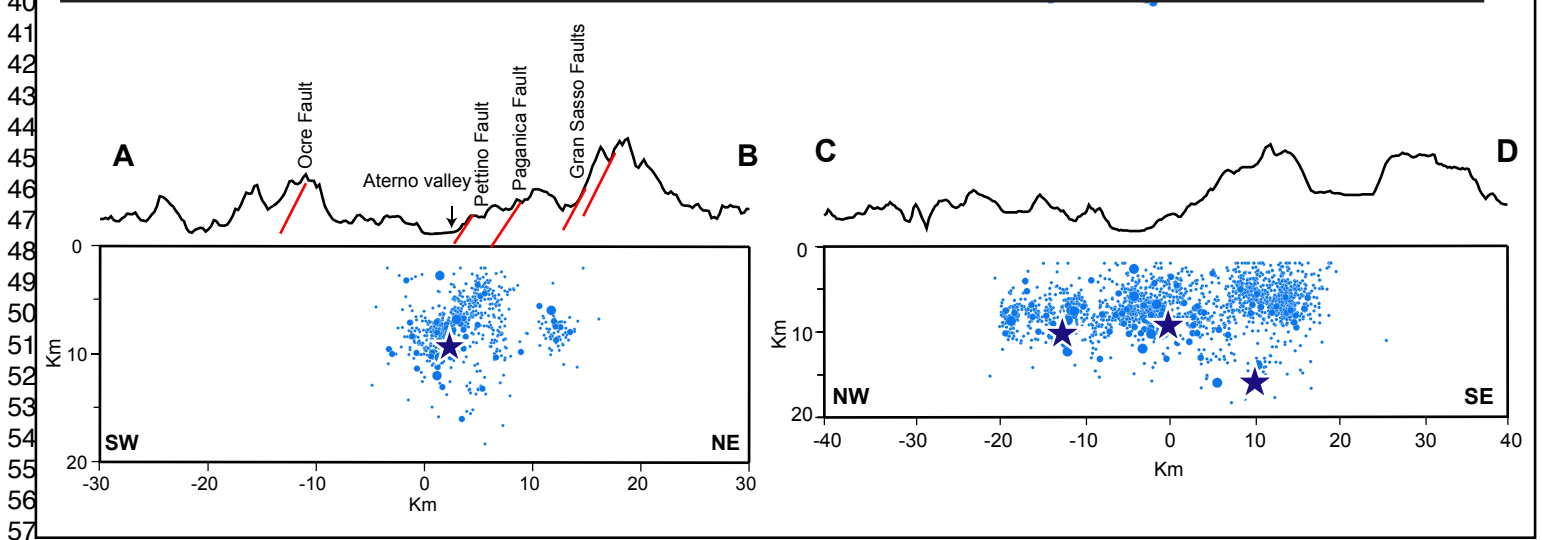 40
41
42
43
44
45
46
47
48
49
50
51
52
53
54
55
56
57
A
Ocre Fault
Aterno valley
Pettino Fault
Paganica Fault
Gran Sasso Faults
B
0
10
20
Km
SW
NE
-30
-20
-10
0
10
20
30
Km
C
D
0
10
20
Km
NW
SE
-40
-30
-20
-10
0
10
20
30
40
Km